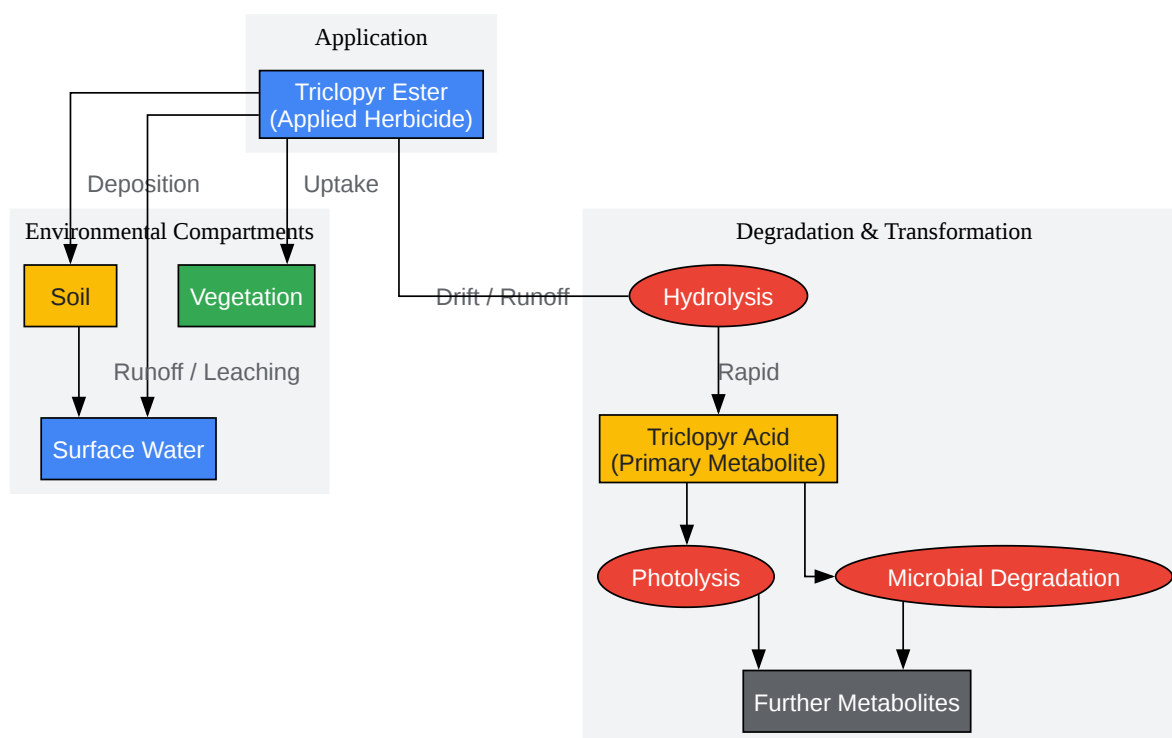 Application
Triclopyr Ester
(Applied Herbicide)
Deposition
Uptake
Environmental Compartments
Degradation & Transformation
Soil
Vegetation
Drift / Runoff
Hydrolysis
Runoff / Leaching
Rapid
Surface Water
Triclopyr Acid
(Primary Metabolite)
Photolysis
Microbial Degradation
Further Metabolites